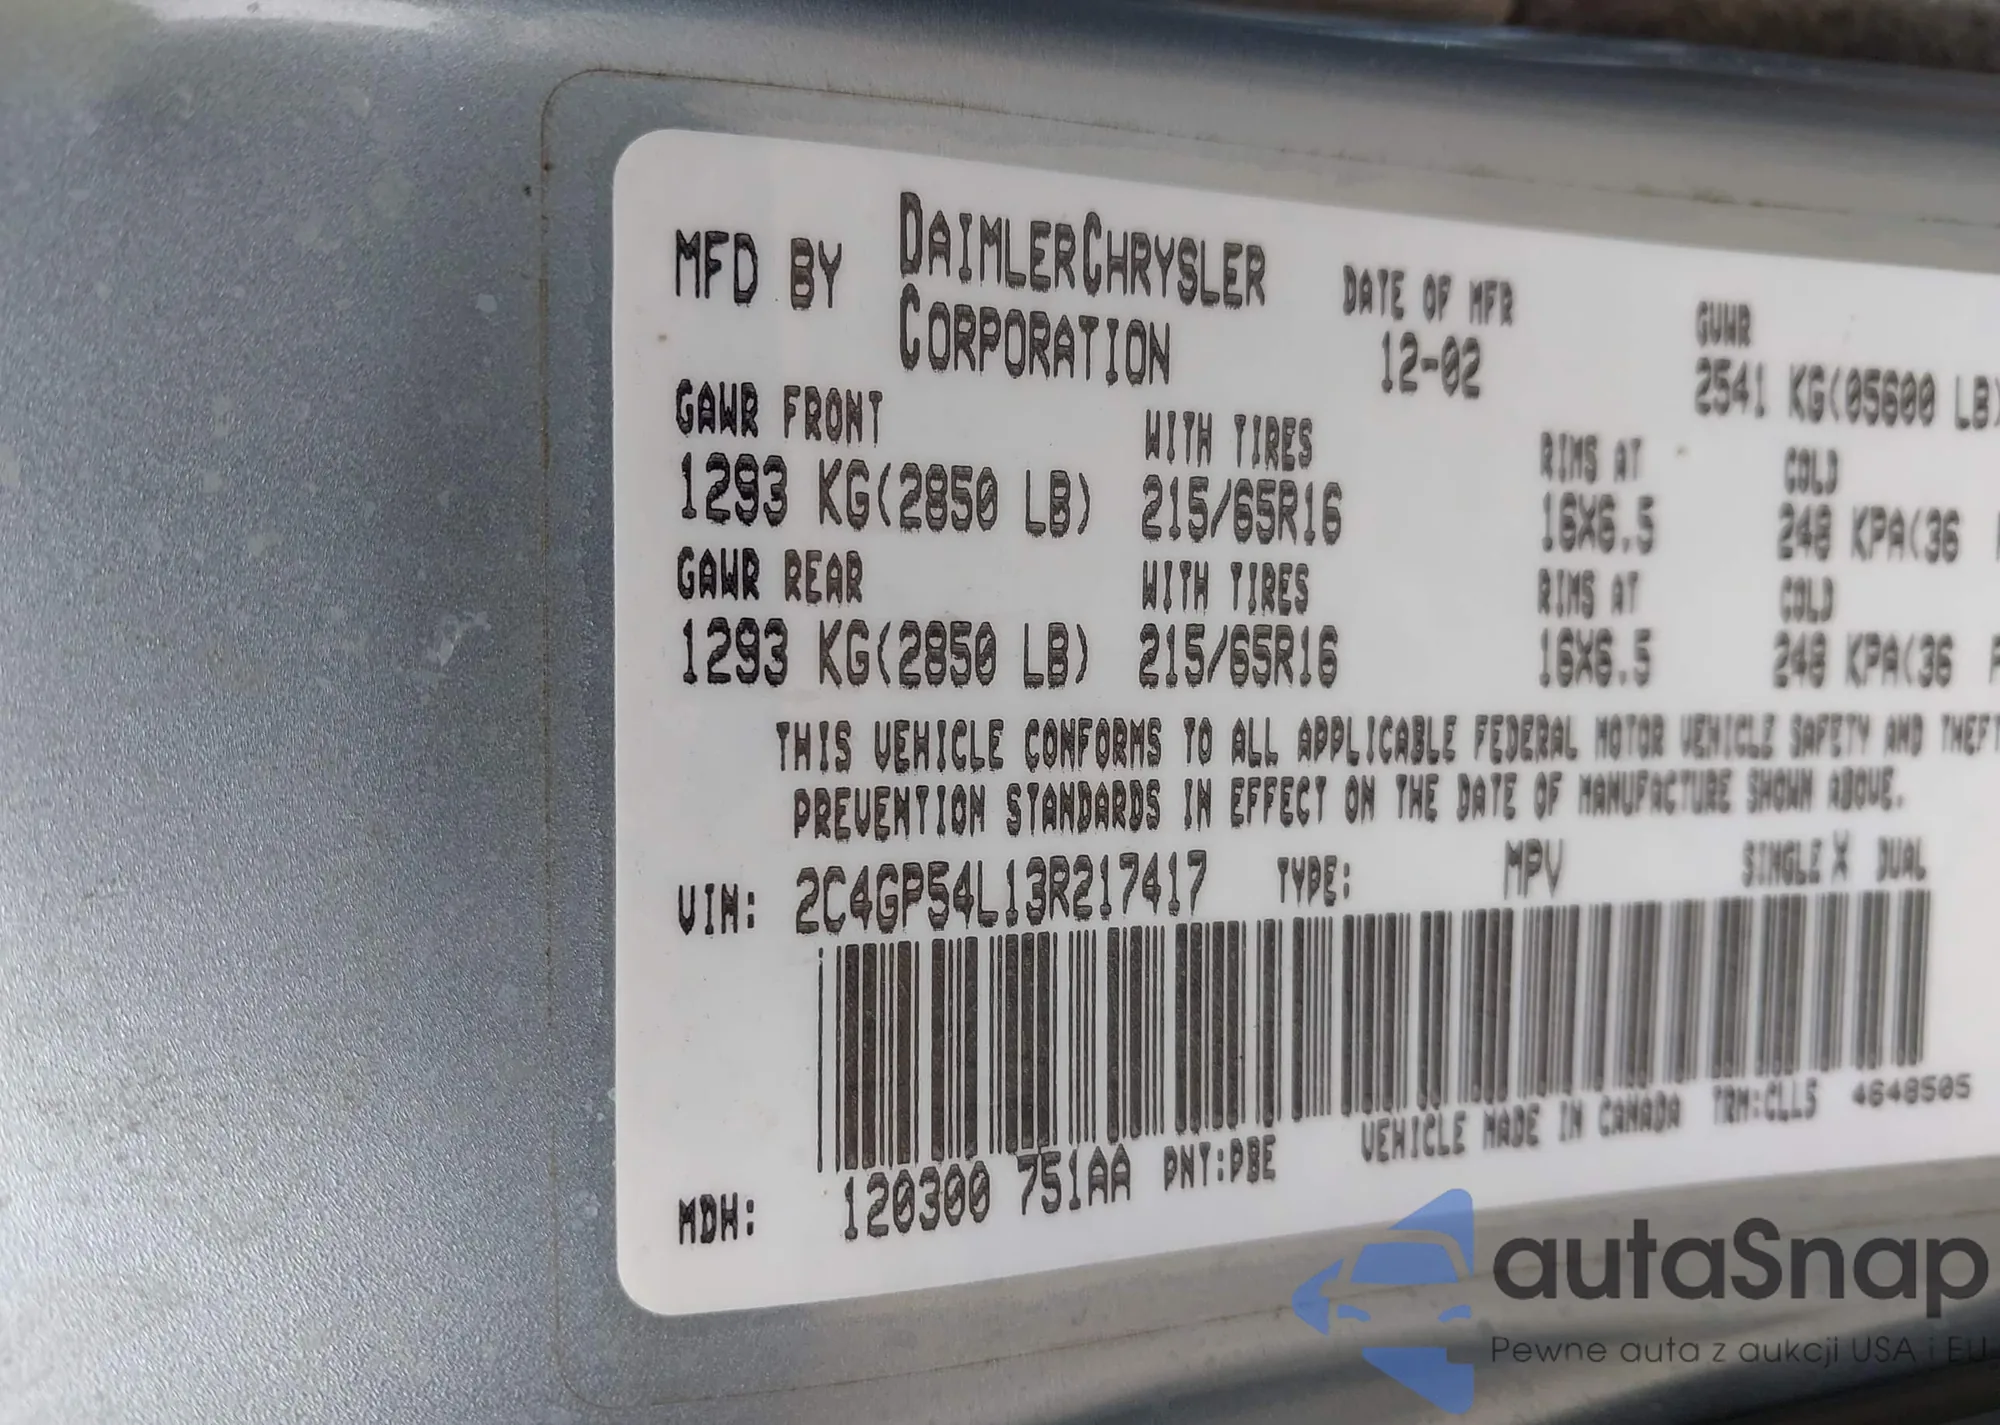 MFD BY DAIMLERCHRYSLER CORPORATION
DATE OF MFR
12-02
GVWR
2541 KG(05600 LB)
GAWR FRONT WITH TIRES RIMS AT COLD
1293 KG(2850 LB) 215/65R16 16X6.5 248 KPA(36
GAWR REAR WITH TIRES RIMS AT COLD
1293 KG(2850 LB) 215/65R16 16X6.5 248 KPA(36
THIS VEHICLE CONFORMS TO ALL APPLICABLE FEDERAL MOTOR VEHICLE SAFETY AND THEFT
PREVENTION STANDARDS IN EFFECT ON THE DATE OF MANUFACTURE SHOWN ABOVE.
VIN: 2C4GP54L13R217417 TYPE: MPV SINGLE X DUAL
VEHICLE MADE IN CANADA TRM:CLL5 4648505
MDH: 120300 751AA PNT:PBE
autaSnap
Pewne auta z aukcji USA i EU